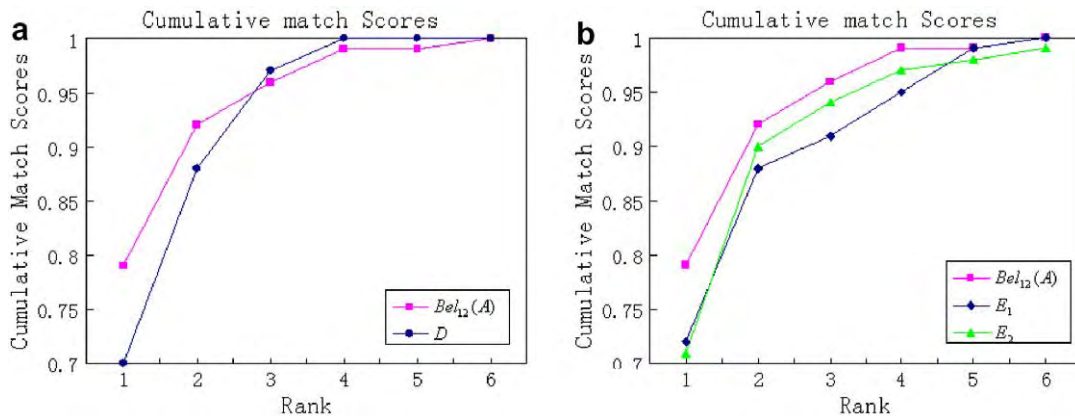 a
Cumulative match Scores
Cumulative Match Scores
1
0.95
0.9
0.85
0.8
0.75
0.7
1 2 3 4 5 6
Rank
Bel₁₂(A)
D
b
Cumulative match Scores
Cumulative Match Scores
1
0.95
0.9
0.85
0.8
0.75
0.7
1 2 3 4 5 6
Rank
Bel₁₂(A)
E₁
E₂